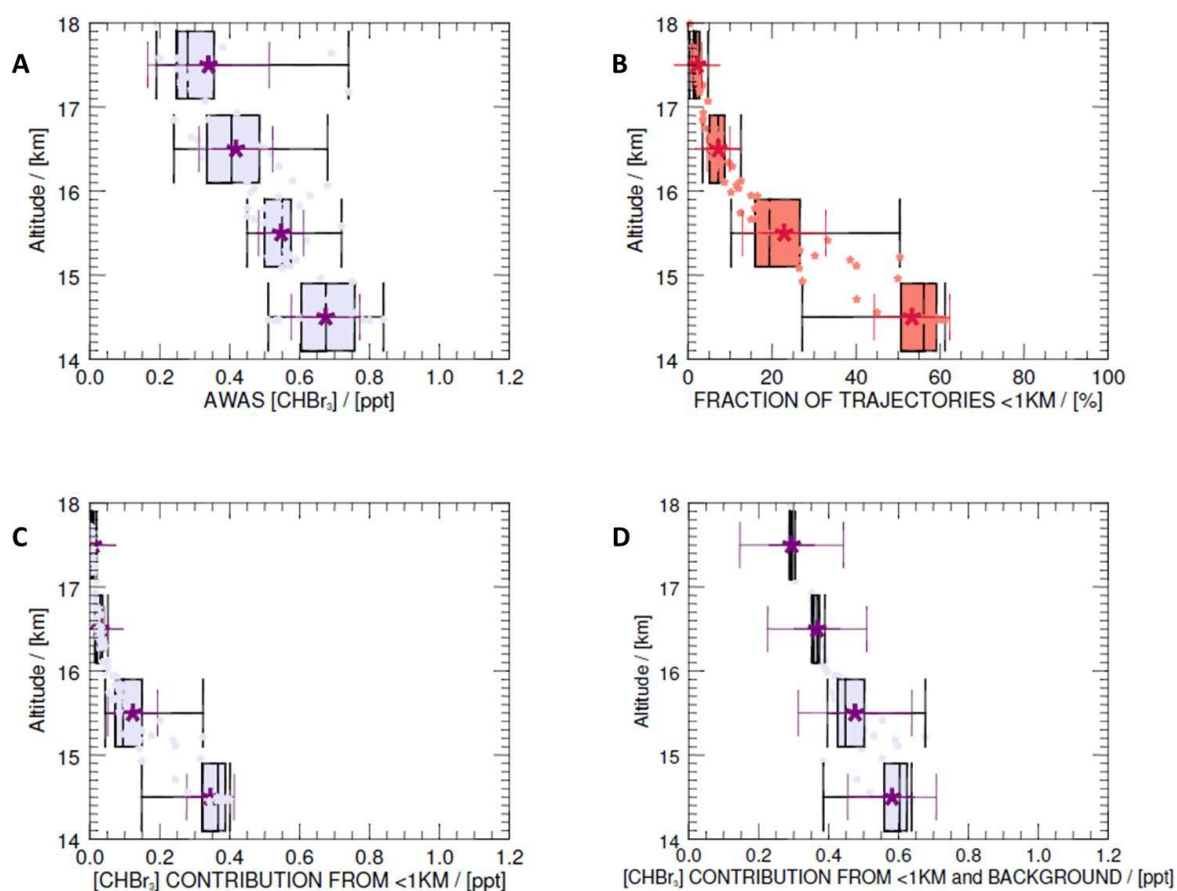 A
18
17
16
15
14
Altitude / [km]
0.0 0.2 0.4 0.6 0.8 1.0 1.2
AWAS [CHBr₃] / [ppt]
B
18
17
16
15
14
Altitude / [km]
0 20 40 60 80 100
FRACTION OF TRAJECTORIES <1KM / [%]
C
18
17
16
15
14
Altitude / [km]
0.0 0.2 0.4 0.6 0.8 1.0 1.2
[CHBr₃] CONTRIBUTION FROM <1KM / [ppt]
D
18
17
16
15
14
Altitude / [km]
0.0 0.2 0.4 0.6 0.8 1.0 1.2
[CHBr₃] CONTRIBUTION FROM <1KM and BACKGROUND / [ppt]